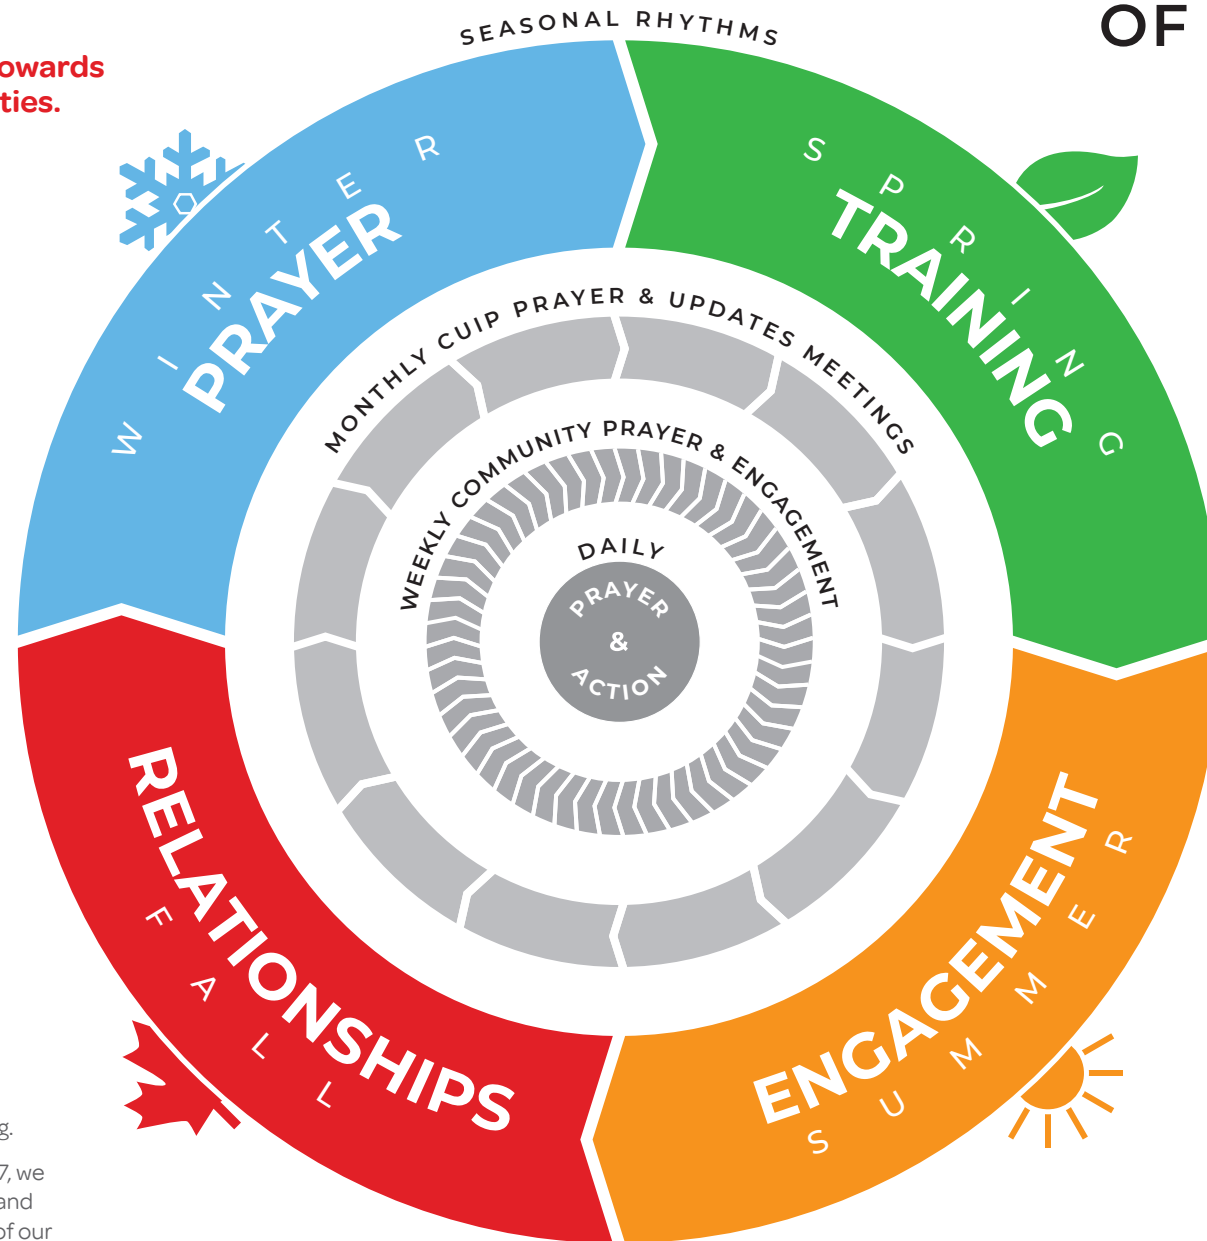 SEASONAL RHYTHMS
OF
owards
ties.
WINTER
PRAYER
SPRING
TRAINING
MONTHLY CUIP PRAYER & UPDATES MEETINGS
WEEKLY COMMUNITY PRAYER & ENGAGEMENT
DAILY
PRAYER
&
ACTION
RELATIONSHIPS
FALL
ENGAGEMENT
SUMMER
g.
7, we
and
of our